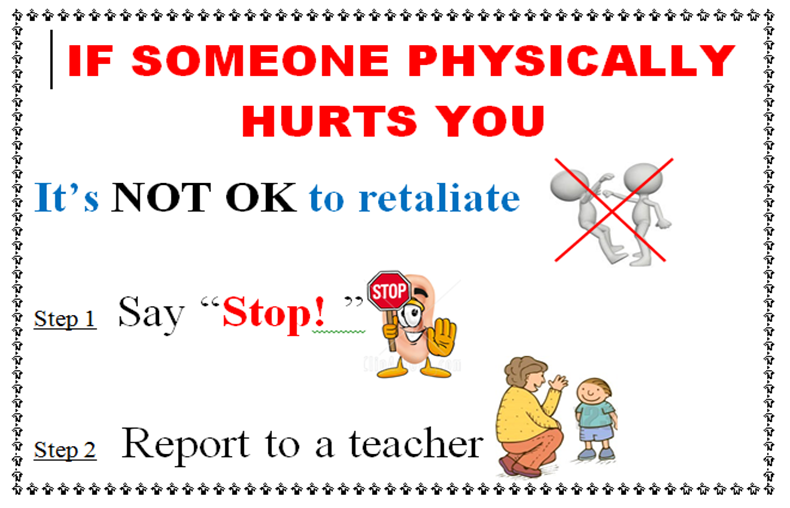 IF SOMEONE PHYSICALLY
HURTS YOU
It's NOT OK to retaliate
Step 1 Say “Stop! ”
STOP
Step 2 Report to a teacher